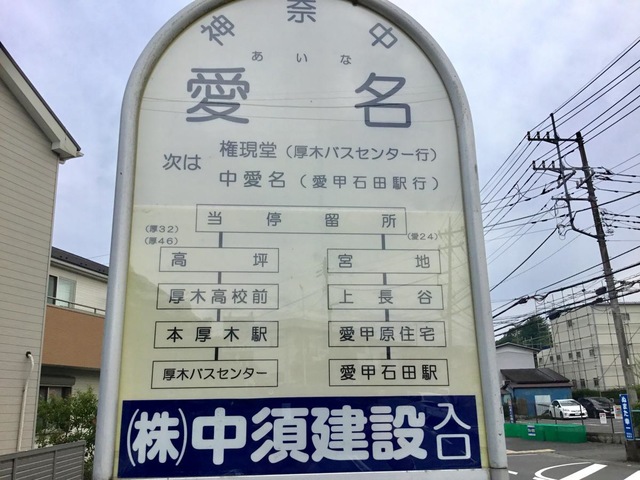 神奈中
あいな
愛名
次は 権現堂(厚木バスセンター行)
中愛名(愛甲石田駅行)
当停留所
(厚32)
(厚46)
(愛24)
高坪 宮地
厚木高校前 上長谷
本厚木駅 愛甲原住宅
厚木バスセンター 愛甲石田駅
(株)中須建設入口